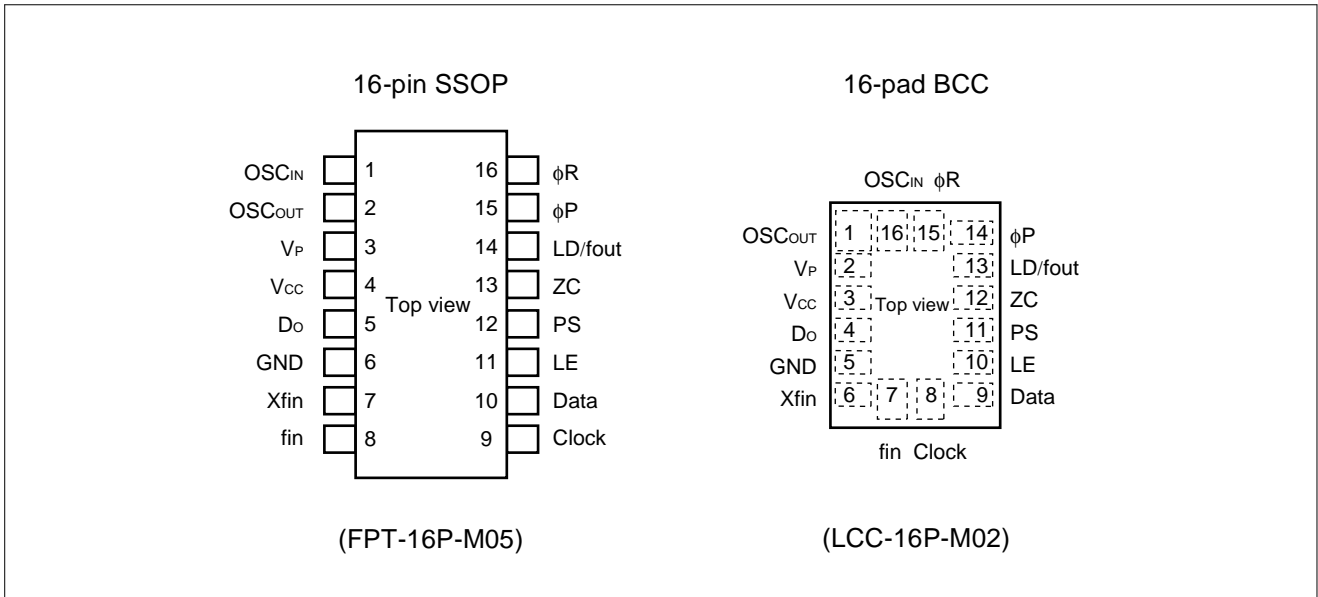 16-pin SSOP
OSCIN 1 16 ϕR
OSCOUT 2 15 ϕP
VP 3 14 LD/fout
VCC 4 13 ZC
Top view
DO 5 12 PS
GND 6 11 LE
Xfin 7 10 Data
fin 8 9 Clock
(FPT-16P-M05)
16-pad BCC
OSCIN ϕR
OSCOUT 1 16 15 14 ϕP
VP 2 13 LD/fout
VCC 3 Top view 12 ZC
DO 4 11 PS
GND 5 10 LE
Xfin 6 7 8 9 Data
fin Clock
(LCC-16P-M02)